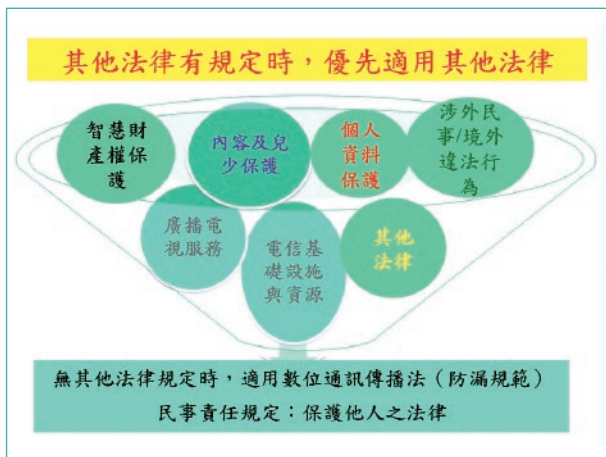 其他法律有規定時，優先適用其他法律
智慧財
產權保
護
內容及兒
少保護
個人
資料
保護
涉外民
事/境外
違法行
為
廣播電
視服務
電信基
礎設施
與資源
其他
法律
無其他法律規定時，適用數位通訊傳播法（防漏規範）
民事責任規定：保護他人之法律